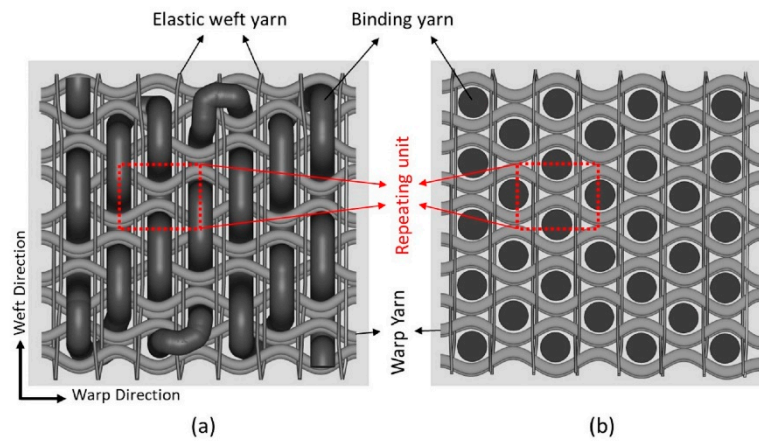 Elastic weft yarn
Binding yarn
Repeating unit
Warp Yarn
Weft Direction
Warp Direction
(a)
(b)